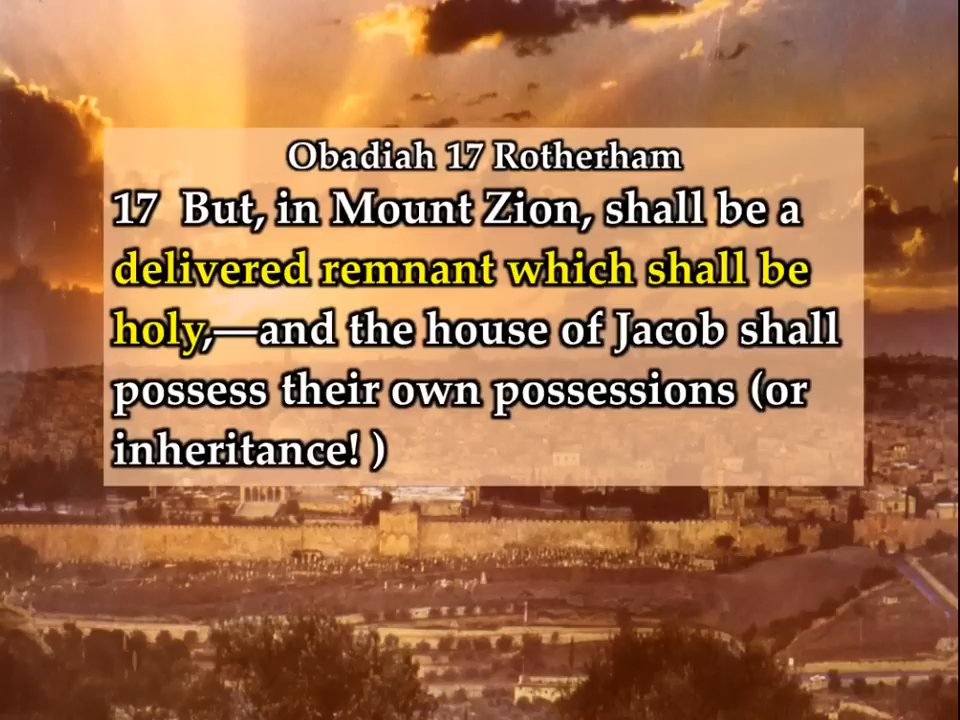 Obadiah 17 Rotherham
17  But, in Mount Zion, shall be a
delivered remnant which shall be
holy,—and the house of Jacob shall
possess their own possessions (or
inheritance! )